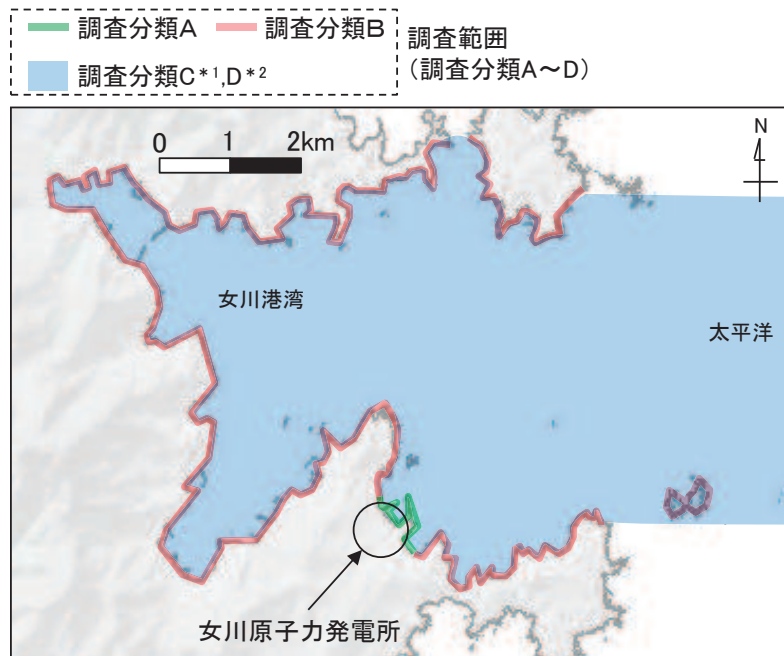 調査分類A 調査分類B
調査分類C*1,D*2
調査範囲
(調査分類A～D)
0 1 2km
N
女川港湾
太平洋
女川原子力発電所